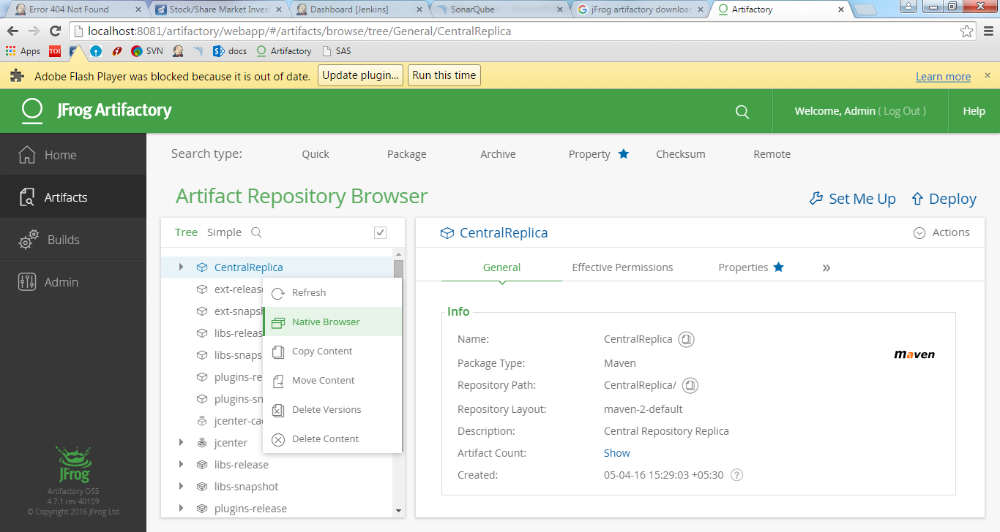 Error 404 Not Found
Stock/Share Market Invest
Dashboard [Jenkins]
SonarQube
jFrog artifactory downloa
Artifactory
localhost:8081/artifactory/webapp/#/artifacts/browse/tree/General/CentralReplica
Apps TOI SVN docs Artifactory SAS
Adobe Flash Player was blocked because it is out of date. Update plugin... Run this time Learn more
JFrog Artifactory
Welcome, Admin ( Log Out ) Help
Home
Artifacts
Builds
Admin
Search type: Quick Package Archive Property Checksum Remote
Artifact Repository Browser
Set Me Up Deploy
Tree Simple
CentralReplica
ext-release
ext-snapsh
libs-releas
libs-snaps
plugins-re
plugins-sn
jcenter-ca
jcenter
libs-release
libs-snapshot
plugins-release
Refresh
Native Browser
Copy Content
Move Content
Delete Versions
Delete Content
CentralReplica Actions
General Effective Permissions Properties »
Info
Name: CentralReplica
maven
Package Type: Maven
Repository Path: CentralReplica/
Repository Layout: maven-2-default
Description: Central Repository Replica
Artifact Count: Show
Created: 05-04-16 15:29:03 +05:30 ?
JFrog
Artifactory OSS
4.7.1 rev 40159
© Copyright 2016 JFrog Ltd